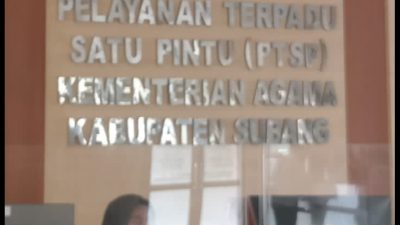 PELAYANAN TERPADU
SATU PINTU (PTSP)
KEMENTERIAN AGAMA
KABUPATEN SUBANG